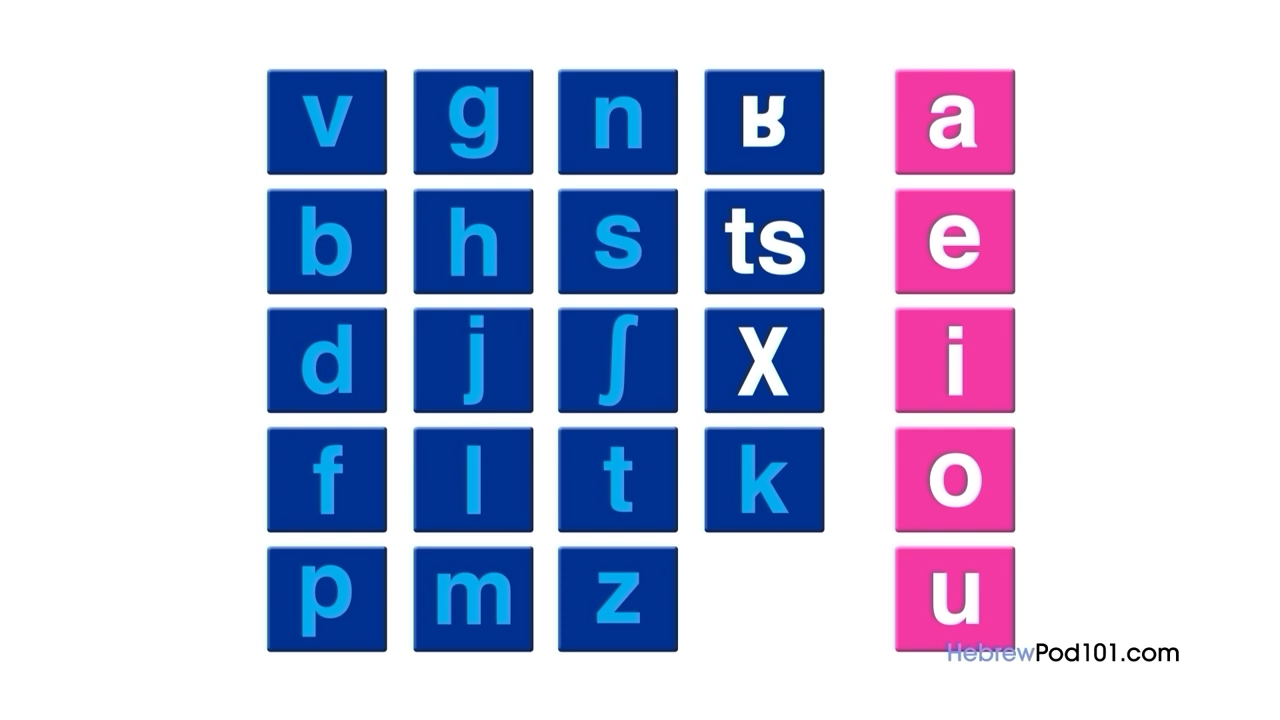 v g n ʁ a
b h s ts e
d j ʃ χ i
f l t k o
p m z u
HebrewPod101.com